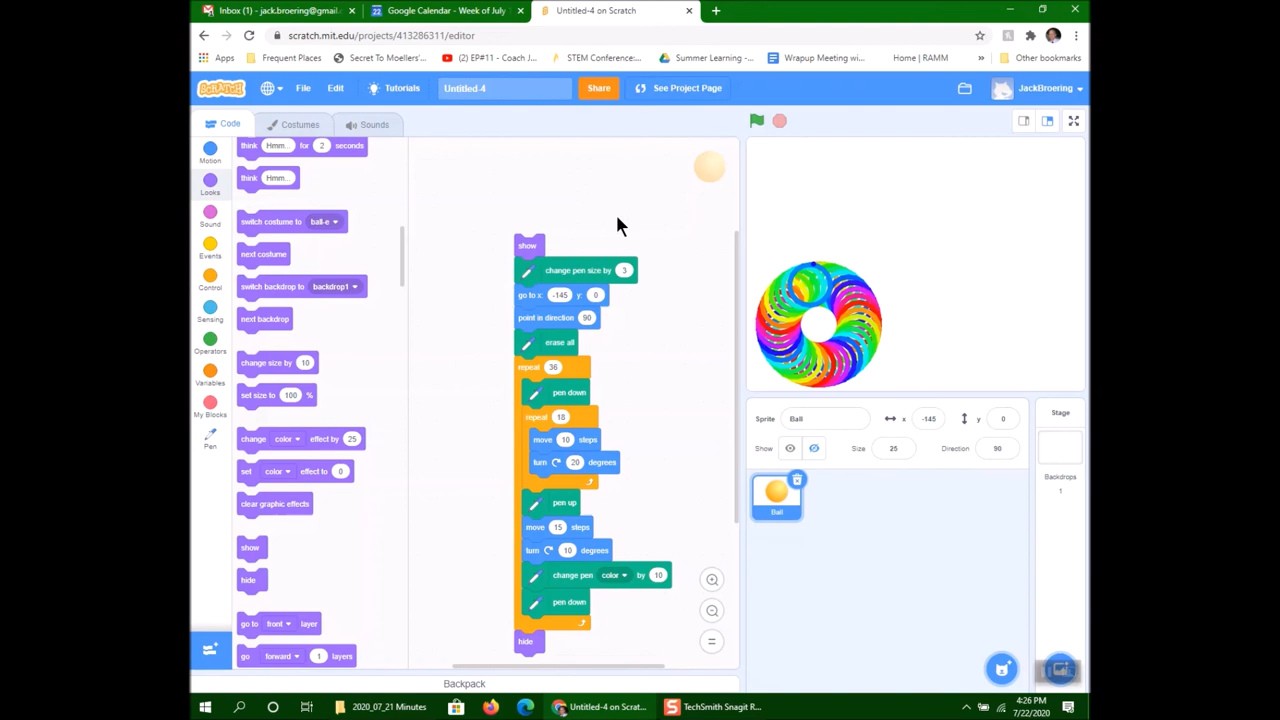 Inbox (1) - jack.broering@gmail.
Google Calendar - Week of July
Untitled-4 on Scratch
scratch.mit.edu/projects/413286311/editor
Apps
Frequent Places
Secret To Moeller's...
(2) EP#11 - Coach J...
STEM Conference:...
Summer Learning -...
Wrapup Meeting wi...
Home | RAMM
»
Other bookmarks
SCRATCH
File
Edit
Tutorials
Untitled-4
Share
See Project Page
JackBroering
Code
Costumes
Sounds
Motion
Looks
Sound
Events
Control
Sensing
Operators
Variables
My Blocks
Pen
think Hmm... for 2 seconds
think Hmm...
switch costume to ball-e
next costume
switch backdrop to backdrop1
next backdrop
change size by 10
set size to 100 %
change color effect by 25
set color effect to 0
clear graphic effects
show
hide
go to front layer
go forward 1 layers
show
change pen size by 3
go to x: -145 y: 0
point in direction 90
erase all
repeat 36
pen down
repeat 18
move 10 steps
turn 20 degrees
pen up
move 15 steps
turn 10 degrees
change pen color by 10
pen down
hide
Sprite Ball x -145 y 0
Show Size 25 Direction 90
Ball
Stage
Backdrops
1
Backpack
2020_07_21 Minutes
Untitled-4 on Scrat...
TechSmith Snagit R...
4:26 PM
7/22/2020